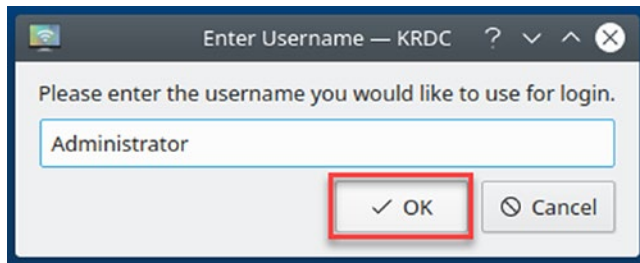 Enter Username — KRDC
Please enter the username you would like to use for login.
Administrator
OK
Cancel